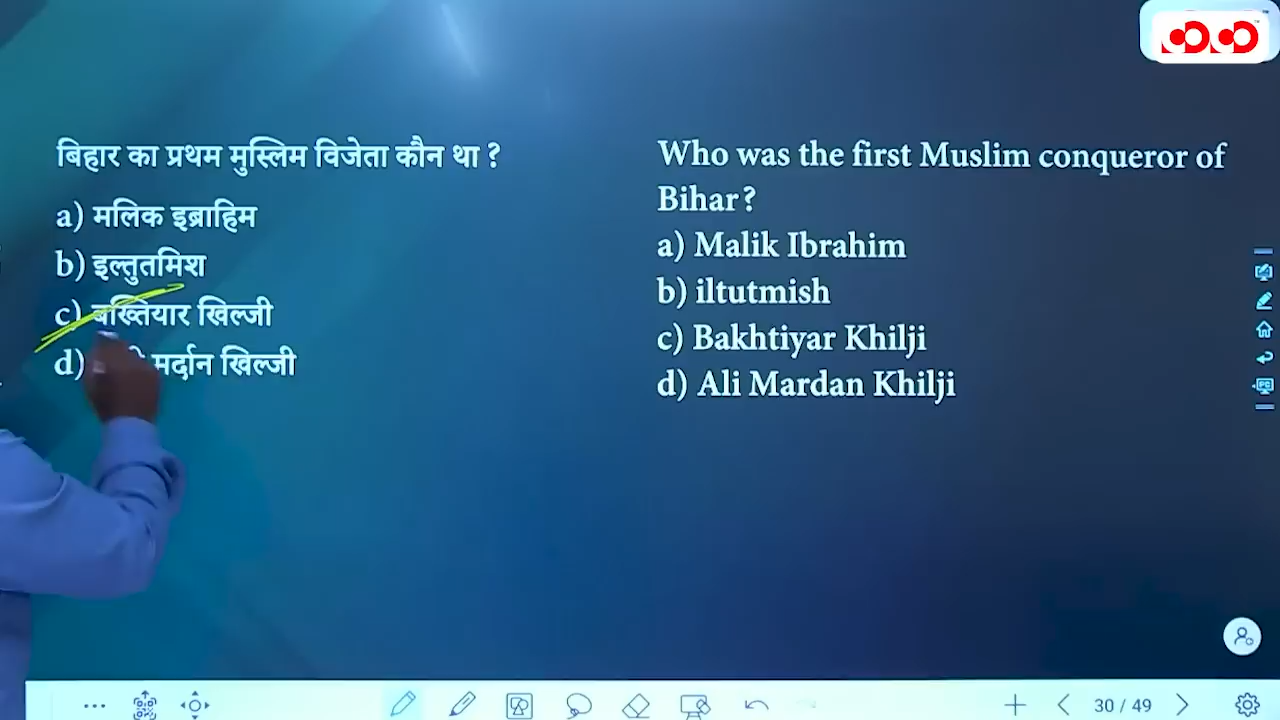 बिहार का प्रथम मुस्लिम विजेता कौन था ?
a) मलिक इब्राहिम
b) इल्तुतमिश
c) बख्तियार खिल्जी
d) मर्दान खिल्जी
Who was the first Muslim conqueror of
Bihar?
a) Malik Ibrahim
b) iltutmish
c) Bakhtiyar Khilji
d) Ali Mardan Khilji
30 / 49